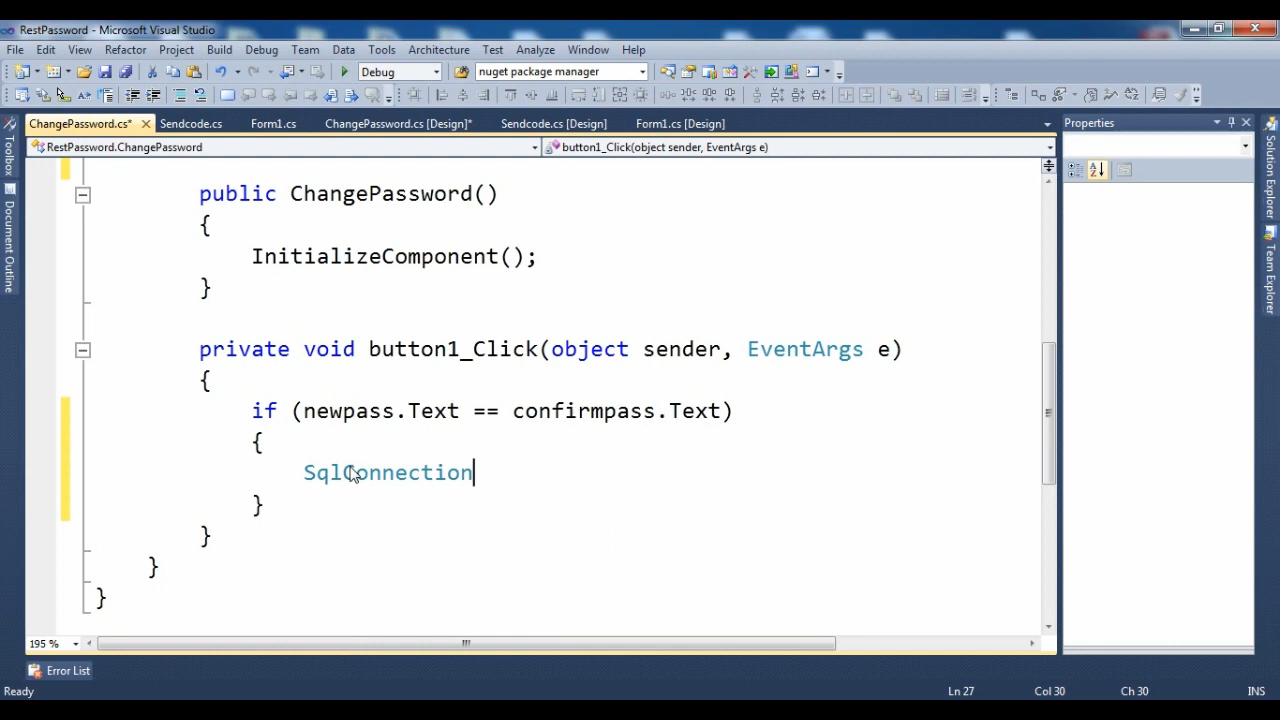 RestPassword - Microsoft Visual Studio
File Edit View Refactor Project Build Debug Team Data Tools Architecture Test Analyze Window Help
Debug nuget package manager
ChangePassword.cs* Sendcode.cs Form1.cs ChangePassword.cs [Design]* Sendcode.cs [Design] Form1.cs [Design]
Properties
RestPassword.ChangePassword button1_Click(object sender, EventArgs e)
Toolbox
Document Outline
Solution Explorer
Team Explorer
public ChangePassword()
{
InitializeComponent();
}
private void button1_Click(object sender, EventArgs e)
{
if (newpass.Text == confirmpass.Text)
{
SqlConnection
}
}
}
}
195 %
Error List
Ready Ln 27 Col 30 Ch 30 INS